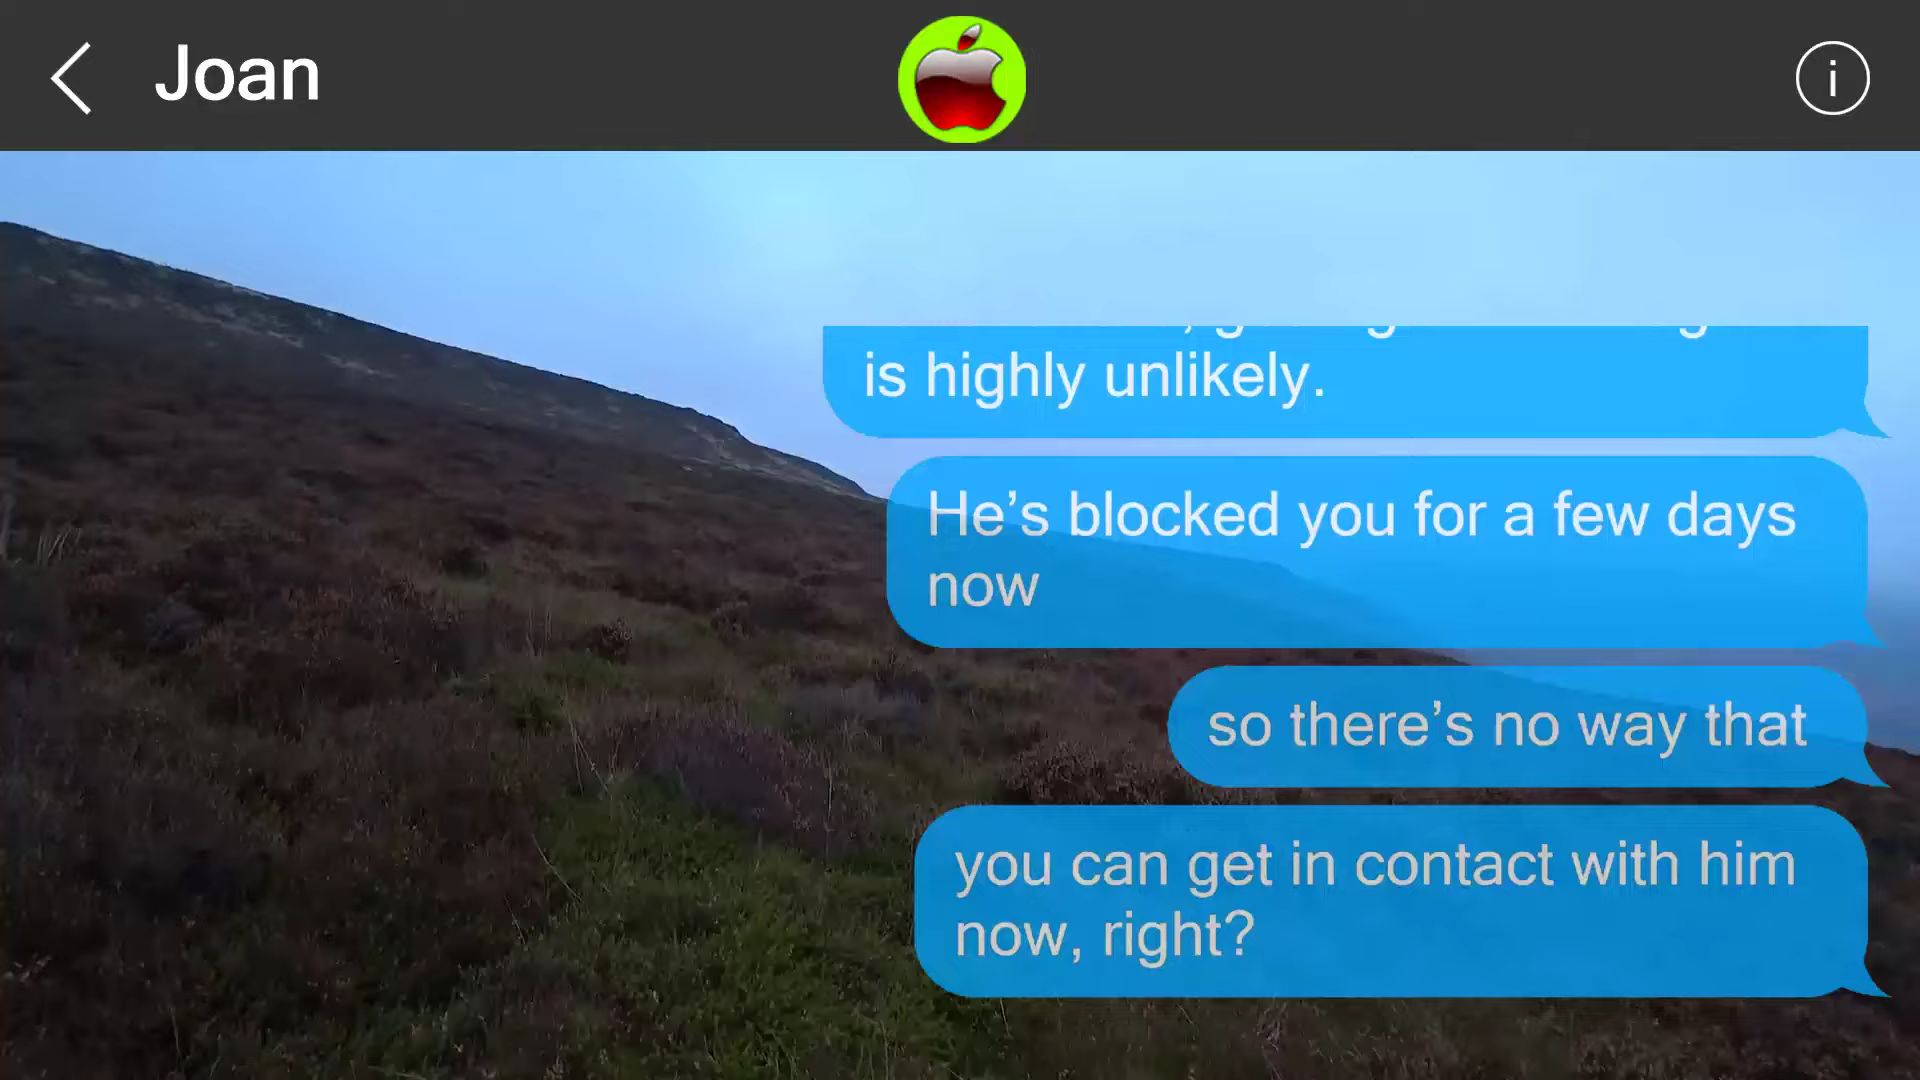 Joan
i
is highly unlikely.
He’s blocked you for a few days
now
so there’s no way that
you can get in contact with him
now, right?